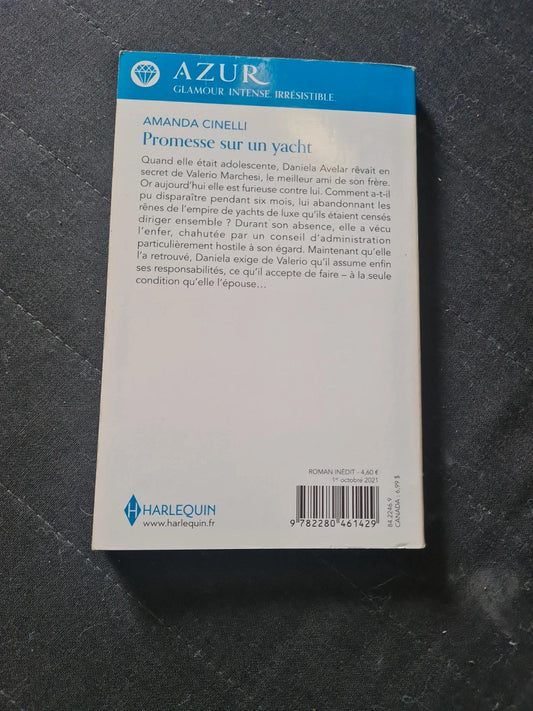 AZUR
GLAMOUR. INTENSE. IRRÉSISTIBLE.
AMANDA CINELLI
Promesse sur un yacht
Quand elle était adolescente, Daniela Avelar rêvait en
secret de Valerio Marchesi, le meilleur ami de son frère.
Or aujourd'hui elle est furieuse contre lui. Comment a-t-il
pu disparaître pendant six mois, lui abandonnant les
rênes de l'empire de yachts de luxe qu'ils étaient censés
diriger ensemble ? Durant son absence, elle a vécu
l'enfer, chahutée par un conseil d'administration
particulièrement hostile à son égard. Maintenant qu'elle
l'a retrouvé, Daniela exige de Valerio qu'il assume enfin
ses responsabilités, ce qu'il accepte de faire – à la seule
condition qu'elle l'épouse…
ROMAN INÉDIT - 4,60 €
1er octobre 2021
HARLEQUIN
www.harlequin.fr
9 782280 461429
84.2246.9
CANADA : 6,99 $